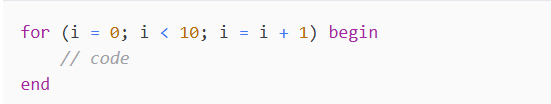 for (i = 0; i < 10; i = i + 1) begin
    // code
end